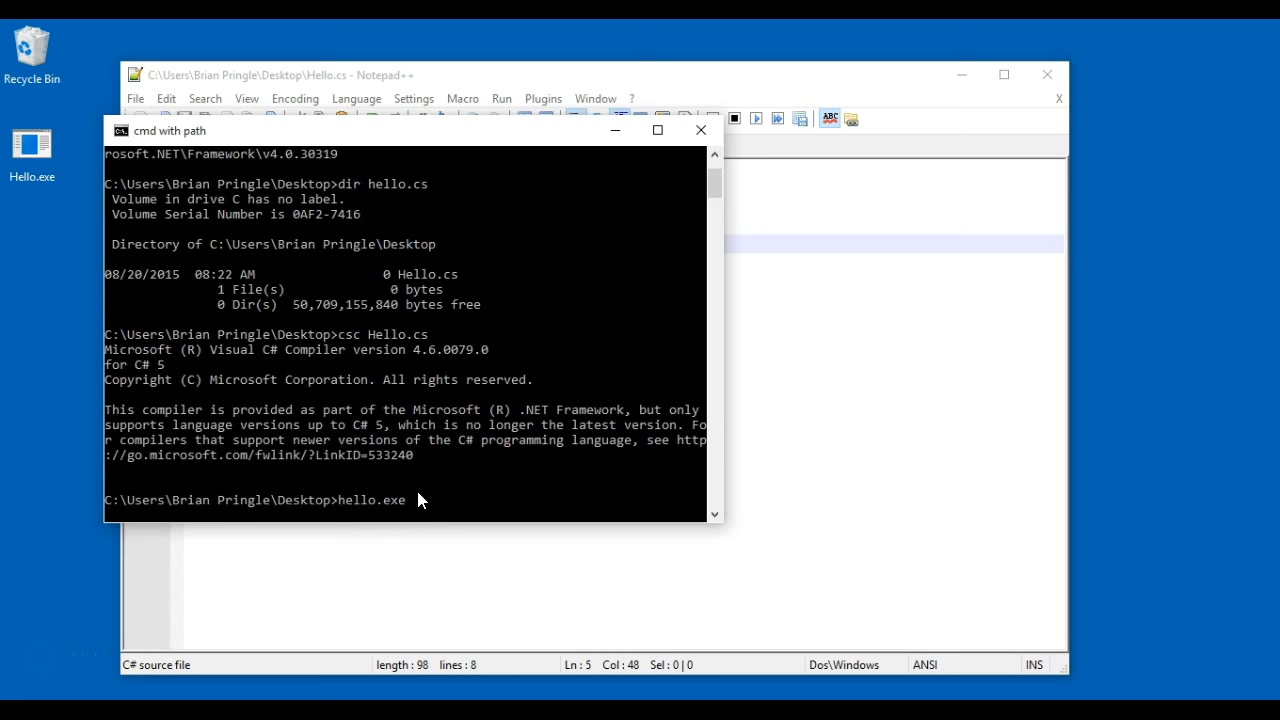 Recycle Bin
Hello.exe
C:\Users\Brian Pringle\Desktop\Hello.cs - Notepad++
File Edit Search View Encoding Language Settings Macro Run Plugins Window ? X
ABC
cmd with path
rosoft.NET\Framework\v4.0.30319
C:\Users\Brian Pringle\Desktop>dir hello.cs
Volume in drive C has no label.
Volume Serial Number is 0AF2-7416
Directory of C:\Users\Brian Pringle\Desktop
08/20/2015 08:22 AM 0 Hello.cs
1 File(s) 0 bytes
0 Dir(s) 50,709,155,840 bytes free
C:\Users\Brian Pringle\Desktop>csc Hello.cs
Microsoft (R) Visual C# Compiler version 4.6.0079.0
for C# 5
Copyright (C) Microsoft Corporation. All rights reserved.
This compiler is provided as part of the Microsoft (R) .NET Framework, but only
supports language versions up to C# 5, which is no longer the latest version. Fo
r compilers that support newer versions of the C# programming language, see http
://go.microsoft.com/fwlink/?LinkID=533240
C:\Users\Brian Pringle\Desktop>hello.exe
C# source file length : 98 lines : 8 Ln : 5 Col : 48 Sel : 0 | 0 Dos\Windows ANSI INS